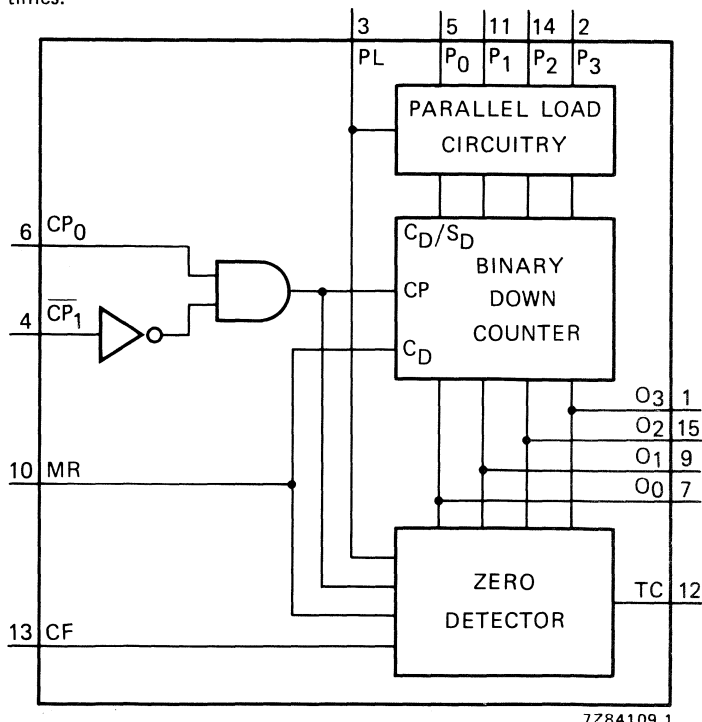 times.
3 5 11 14 2
PL P0 P1 P2 P3
PARALLEL LOAD
CIRCUITRY
6 CP0
CD/SD
BINARY
DOWN
COUNTER
CP
4 CP1
CD
O3 1
O2 15
O1 9
O0 7
10 MR
ZERO
DETECTOR
TC 12
13 CF
7Z84109.1